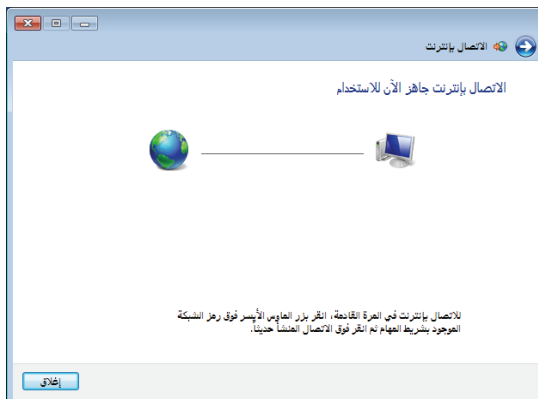 الاتصال بإنترنت
الاتصال بإنترنت جاهز الآن للاستخدام
للاتصال بإنترنت في المرة القادمة، انقر بزر الماوس الأيسر فوق رمز الشبكة
الموجود بشريط المهام ثم انقر فوق الاتصال المنشأ حديثاً.
إغلاق